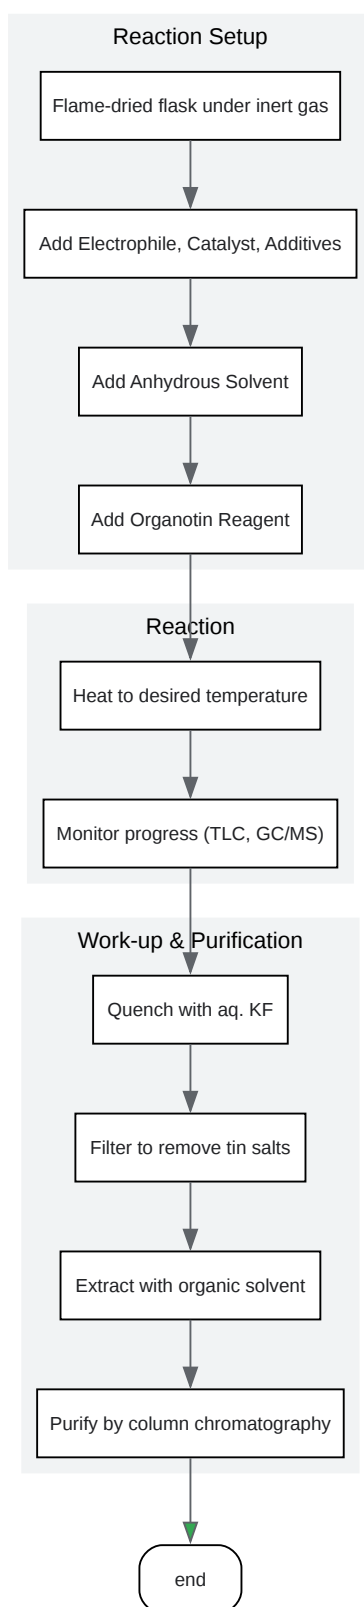 Reaction Setup
Flame-dried flask under inert gas
Add Electrophile, Catalyst, Additives
Add Anhydrous Solvent
Add Organotin Reagent
Reaction
Heat to desired temperature
Monitor progress (TLC, GC/MS)
Work-up & Purification
Quench with aq. KF
Filter to remove tin salts
Extract with organic solvent
Purify by column chromatography
end